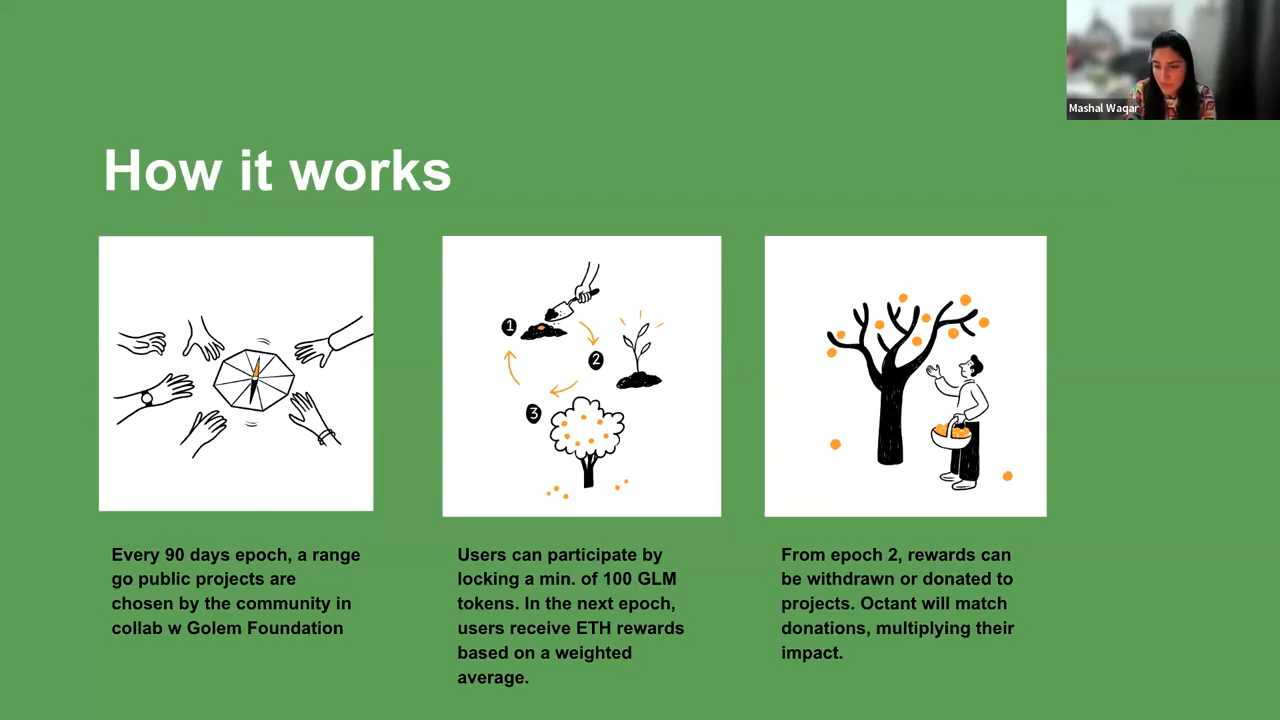 Mashal Waqar
How it works
1
2
3
Every 90 days epoch, a range
go public projects are
chosen by the community in
collab w Golem Foundation
Users can participate by
locking a min. of 100 GLM
tokens. In the next epoch,
users receive ETH rewards
based on a weighted
average.
From epoch 2, rewards can
be withdrawn or donated to
projects. Octant will match
donations, multiplying their
impact.